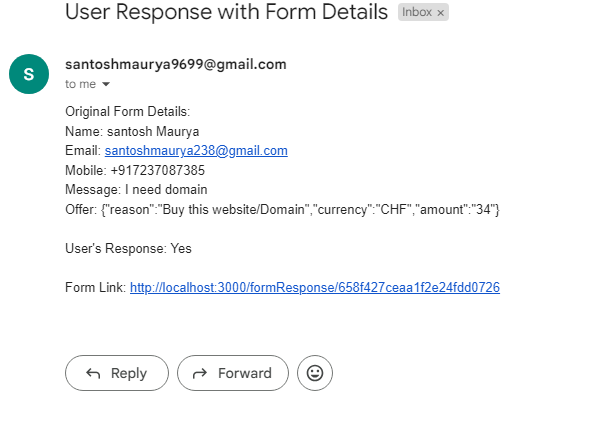 User Response with Form Details Inbox ×
S
santoshmaurya9699@gmail.com
to me
Original Form Details:
Name: santosh Maurya
Email: santoshmaurya238@gmail.com
Mobile: +917237087385
Message: I need domain
Offer: {"reason":"Buy this website/Domain","currency":"CHF","amount":"34"}
User's Response: Yes
Form Link: http://localhost:3000/formResponse/658f427ceaa1f2e24fdd0726
Reply Forward